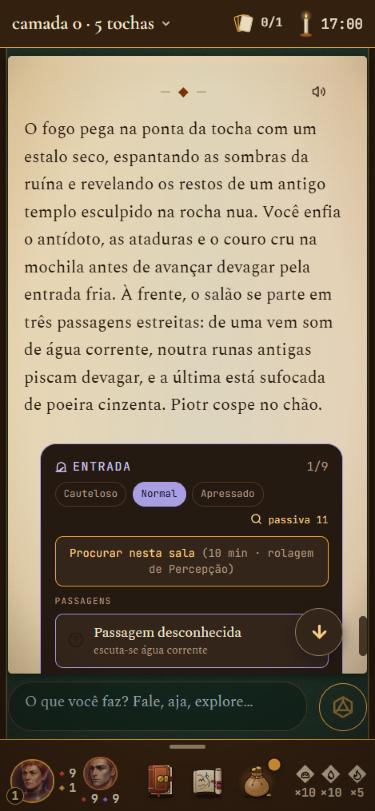 camada 0 · 5 tochas
0/1
17:00
O fogo pega na ponta da tocha com um
estalo seco, espantando as sombras da
ruína e revelando os restos de um antigo
templo esculpido na rocha nua. Você enfia
o antídoto, as ataduras e o couro cru na
mochila antes de avançar devagar pela
entrada fria. À frente, o salão se parte em
três passagens estreitas: de uma vem som
de água corrente, noutra runas antigas
piscam devagar, e a última está sufocada
de poeira cinzenta. Piotr cospe no chão.
ENTRADA
1/9
Cauteloso
Normal
Apressado
passiva 11
Procurar nesta sala (10 min · rolagem
de Percepção)
PASSAGENS
Passagem desconhecida
escuta-se água corrente
O que você faz? Fale, aja, explore…
1
9
1
9
9
×10
×10
×5